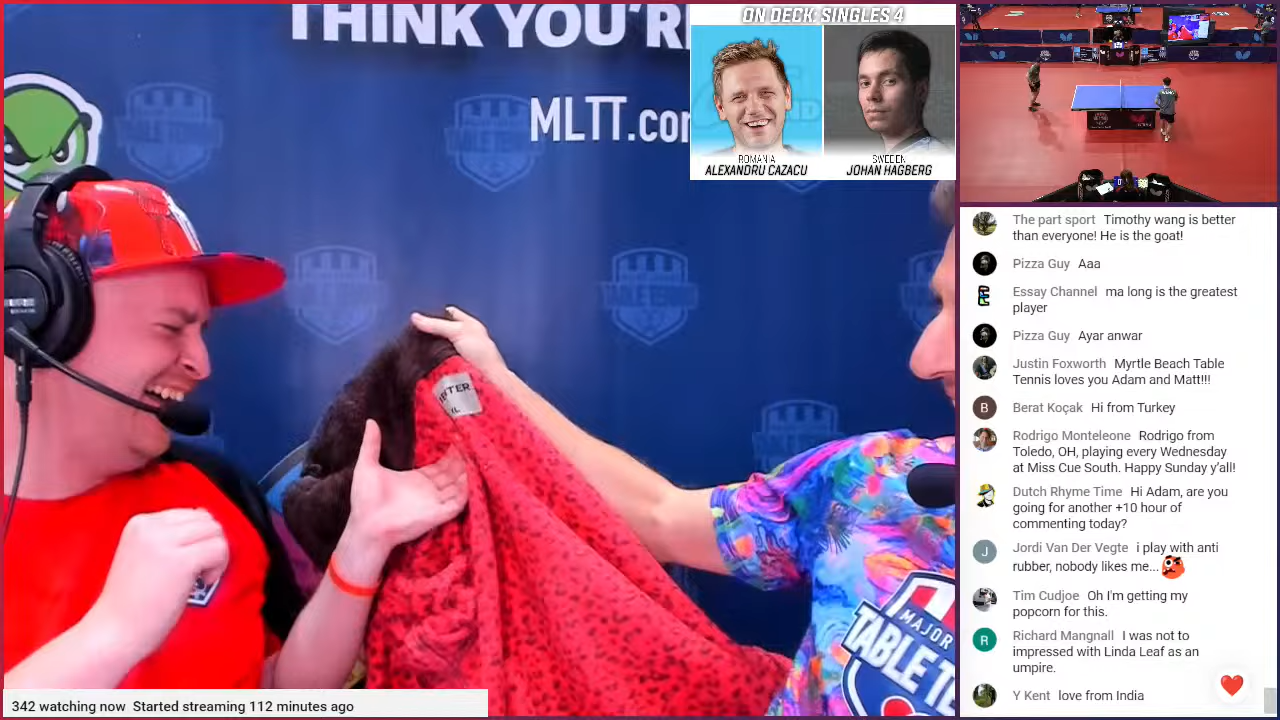 THINK YOU'R
MLTT.cor
ON DECK: SINGLES 4
ROMANIA
ALEXANDRU CAZACU
SWEDEN
JOHAN HAGBERG
TABLE TENNIS
MAJOR
TABLE TE
The part sport Timothy wang is better
than everyone! He is the goat!
Pizza Guy Aaa
Essay Channel ma long is the greatest
player
Pizza Guy Ayar anwar
Justin Foxworth Myrtle Beach Table
Tennis loves you Adam and Matt!!!
Berat Koçak Hi from Turkey
Rodrigo Monteleone Rodrigo from
Toledo, OH, playing every Wednesday
at Miss Cue South. Happy Sunday y'all!
Dutch Rhyme Time Hi Adam, are you
going for another +10 hour of
commenting today?
Jordi Van Der Vegte i play with anti
rubber, nobody likes me...
Tim Cudjoe Oh I'm getting my
popcorn for this.
Richard Mangnall I was not to
impressed with Linda Leaf as an
umpire.
Y Kent love from India
342 watching now Started streaming 112 minutes ago